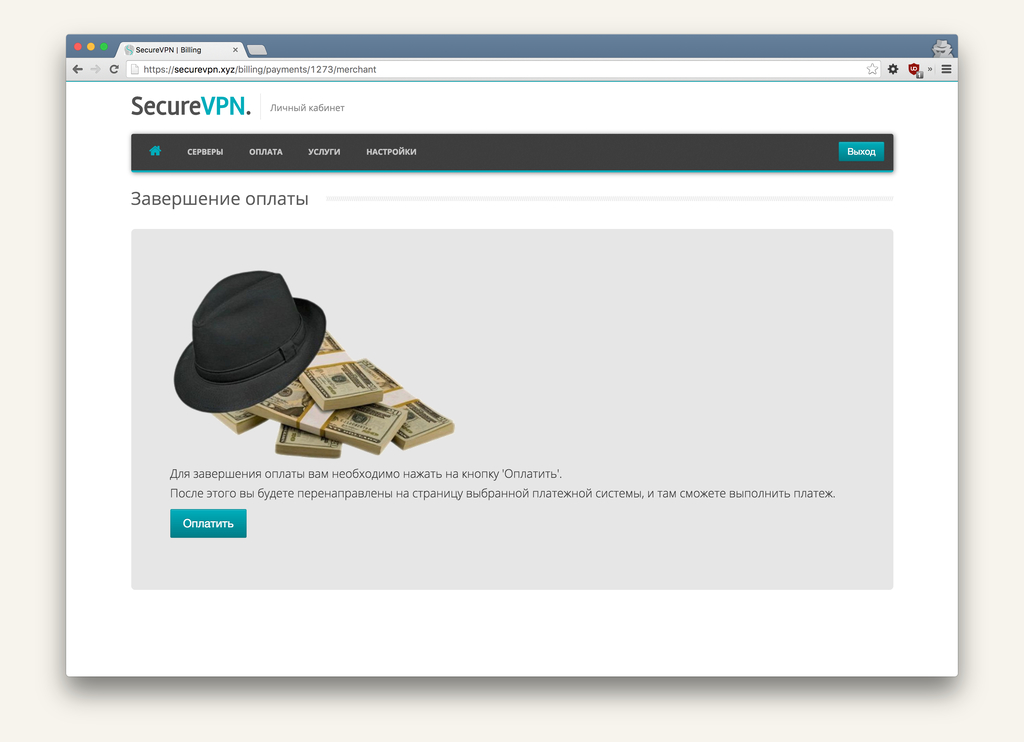 SecureVPN | Billing
https://securevpn.xyz/billing/payments/1273/merchant
SecureVPN.
Личный кабинет
СЕРВЕРЫ ОПЛАТА УСЛУГИ НАСТРОЙКИ Выход
Завершение оплаты
Для завершения оплаты вам необходимо нажать на кнопку 'Оплатить'.
После этого вы будете перенаправлены на страницу выбранной платежной системы, и там сможете выполнить платеж.
Оплатить